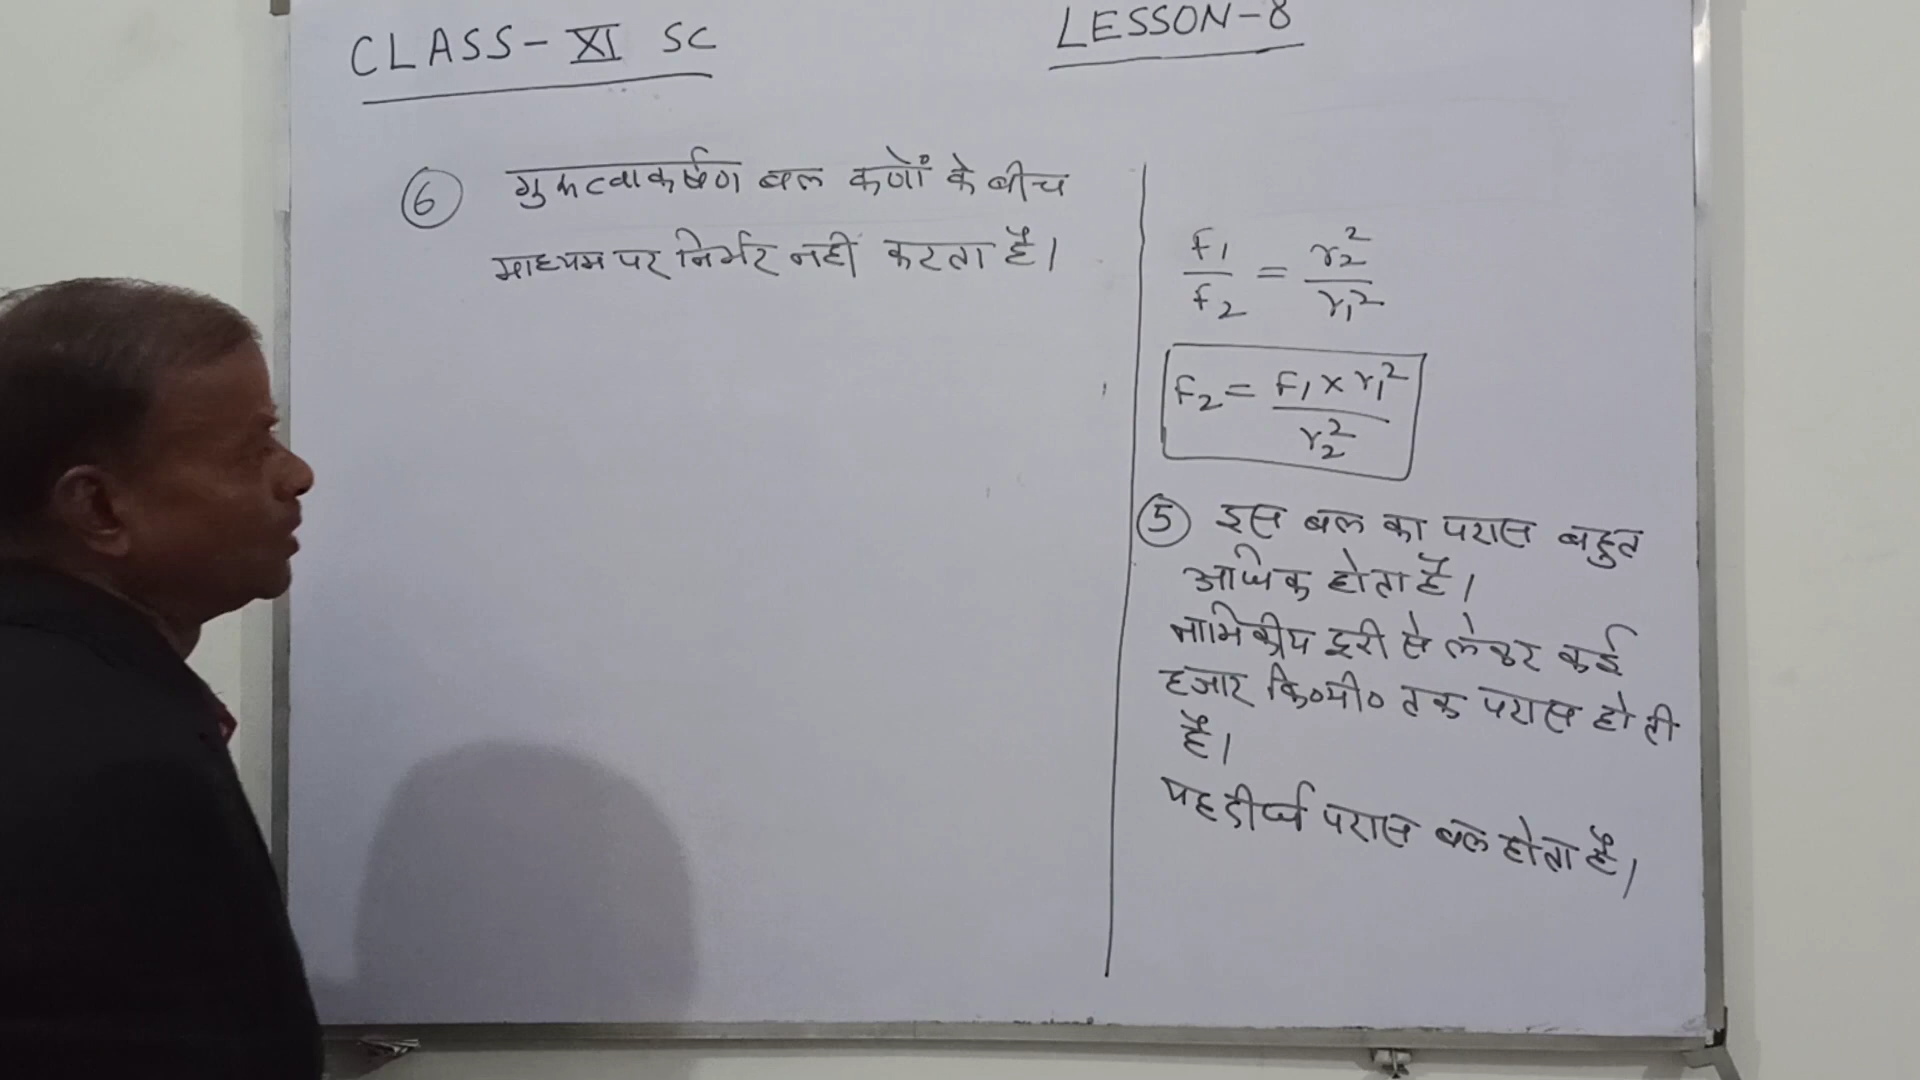 CLASS- XI SC
LESSON-8
⑥ गुरुत्वाकर्षण बल कणों के बीच
माध्यम पर निर्भर नहीं करता है।
F₁/F₂ = r₂²/r₁²
F₂ = F₁ × r₁²/r₂²
⑤ इस बल का परास बहुत
अधिक होता है।
नाभिकीय दूरी से लेकर कई
हजार कि०मी० तक परास होती
है।
यह दीर्घ परास बल होता है।